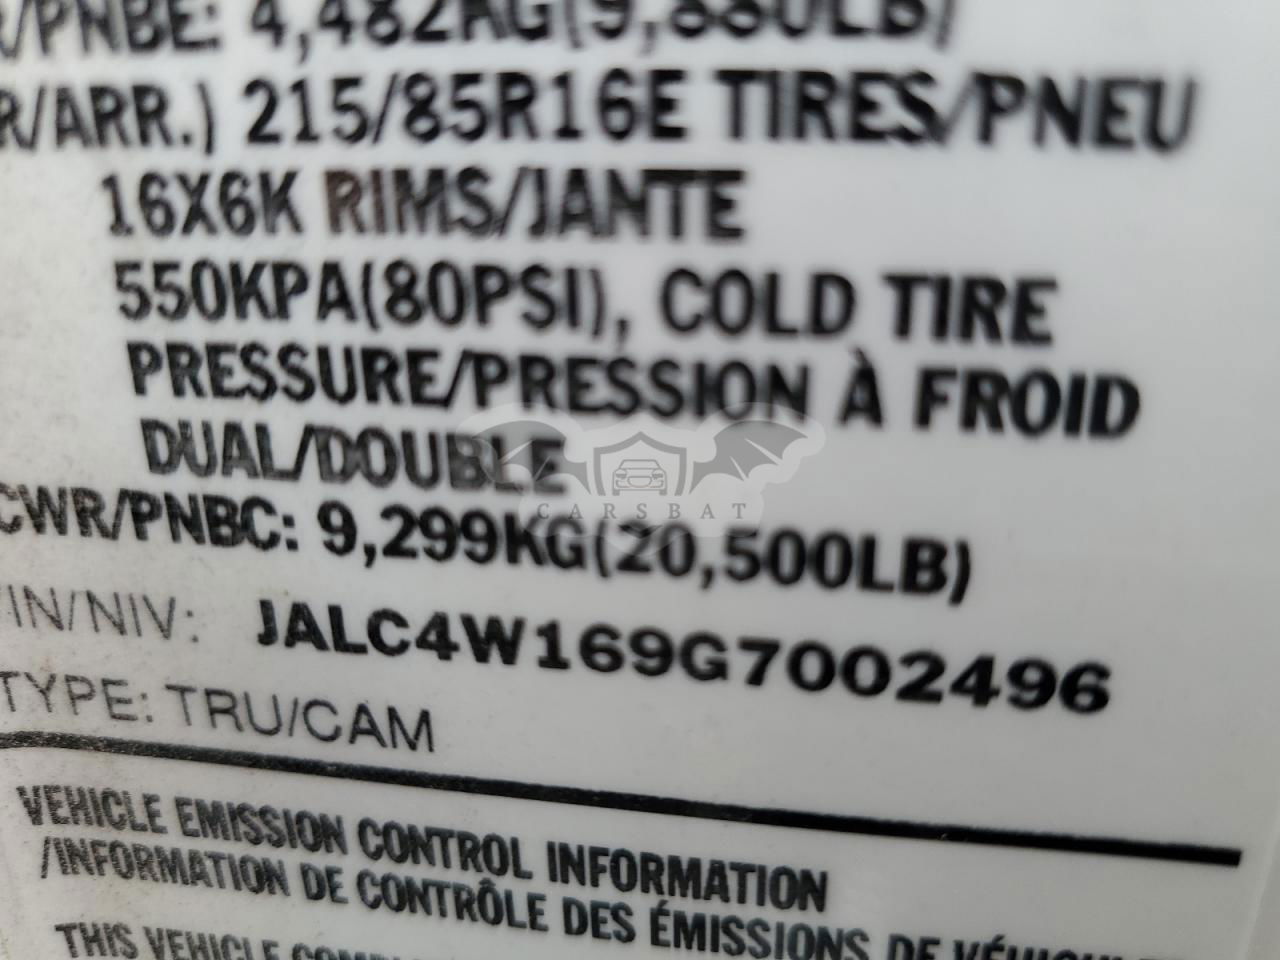 R/PNBE: 4,482KG(9,880LB)
R/ARR.) 215/85R16E TIRES/PNEU
16X6K RIMS/JANTE
550KPA(80PSI), COLD TIRE
PRESSURE/PRESSION À FROID
DUAL/DOUBLE
CARSBAT
CWR/PNBC: 9,299KG(20,500LB)
VIN/NIV: JALC4W169G7002496
TYPE: TRU/CAM
VEHICLE EMISSION CONTROL INFORMATION
/INFORMATION DE CONTRÔLE DES ÉMISSIONS DE
THIS VEHICLE